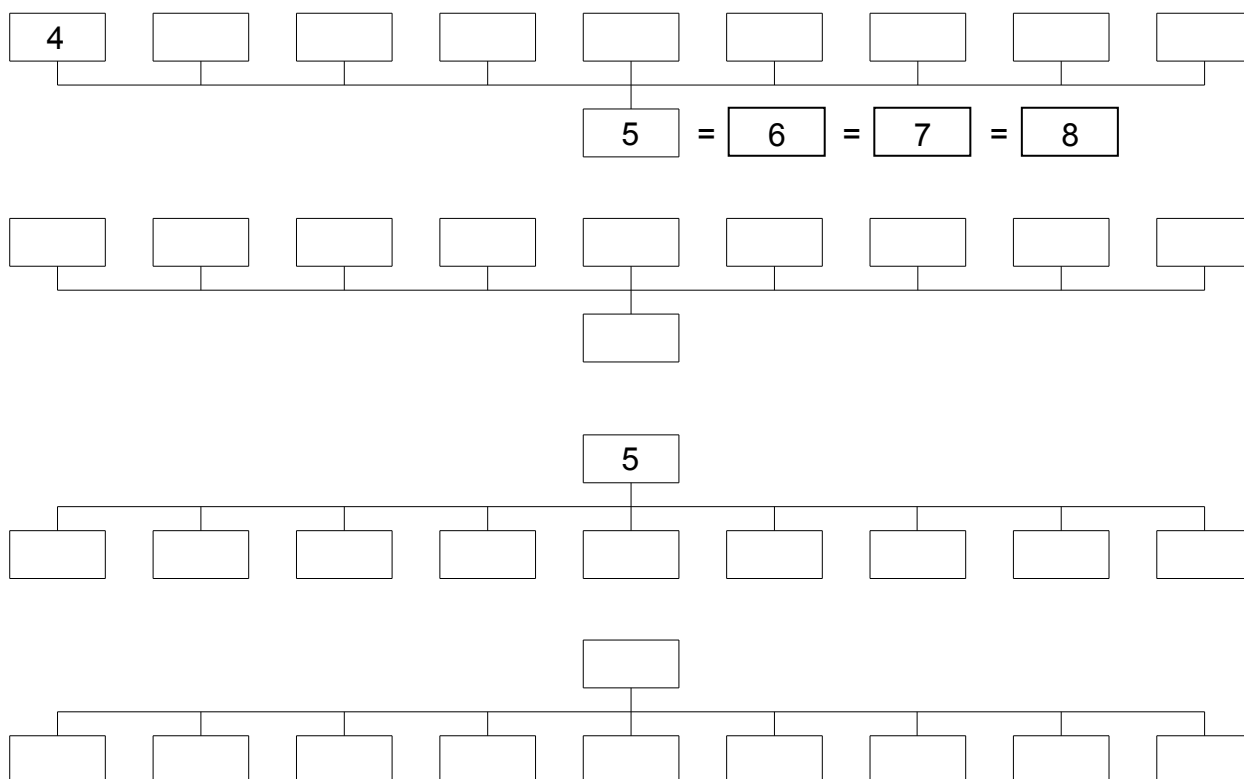 4
5 = 6 = 7 = 8
5